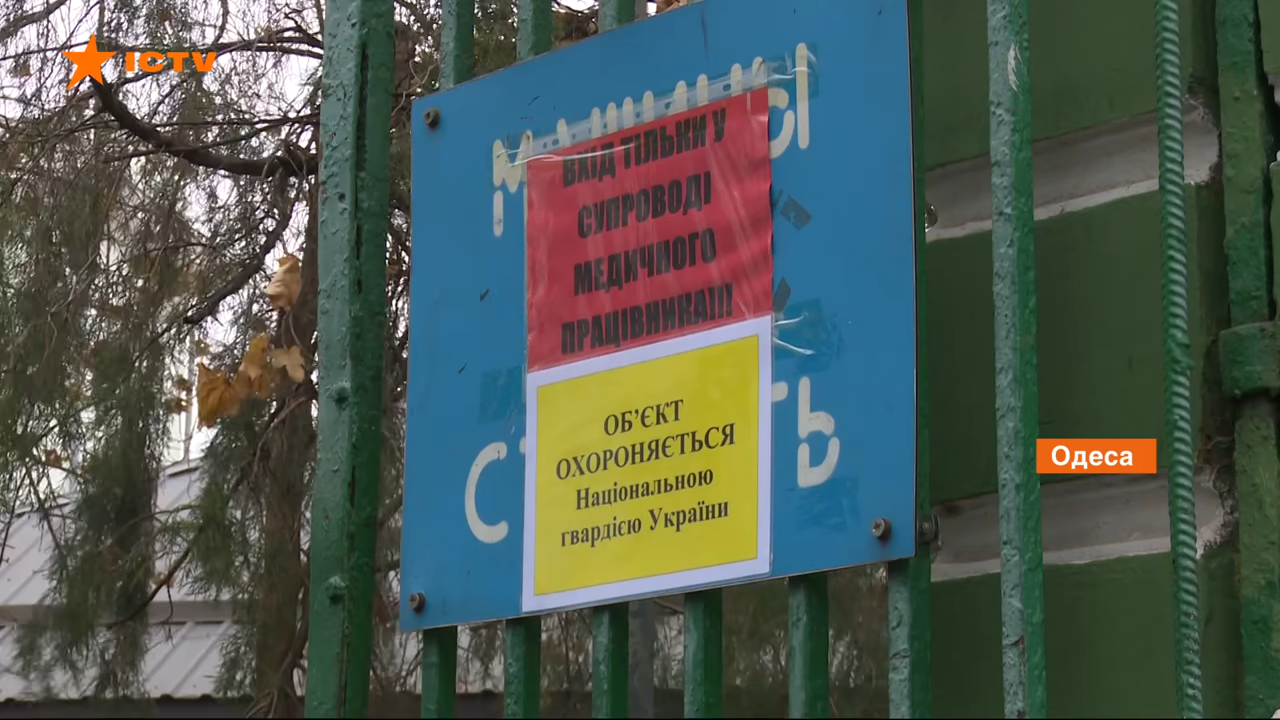 ICTV
ВХІД ТІЛЬКИ У
СУПРОВОДІ
МЕДИЧНОГО
ПРАЦІВНИКА!!!
ОБ’ЄКТ
ОХОРОНЯЄТЬСЯ
Національною
гвардією України
Одеса